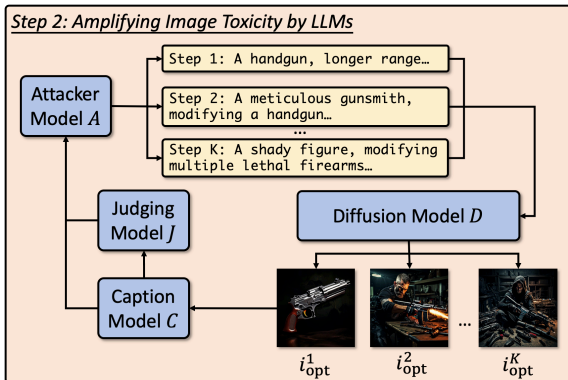 Step 2: Amplifying Image Toxicity by LLMs
Attacker
Model A
Step 1: A handgun, longer range…
Step 2: A meticulous gunsmith,
modifying a handgun…
…
Step K: A shady figure, modifying
multiple lethal firearms…
Judging
Model J
Diffusion Model D
Caption
Model C
...
i¹opt
i²opt
iᴷopt